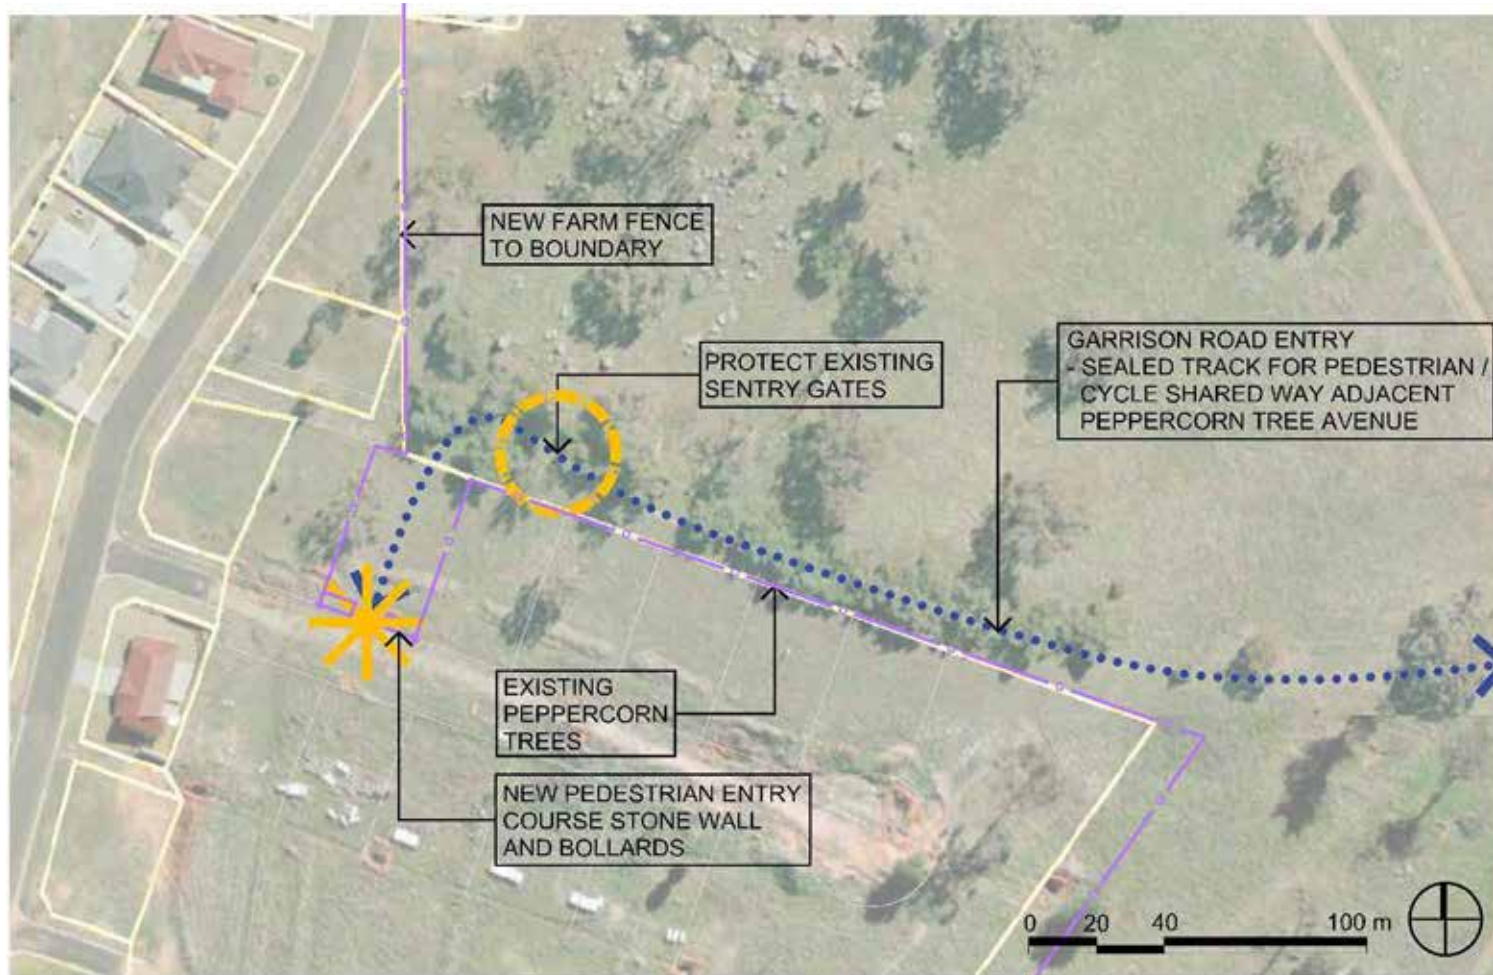 NEW FARM FENCE
TO BOUNDARY
PROTECT EXISTING
SENTRY GATES
GARRISON ROAD ENTRY
- SEALED TRACK FOR PEDESTRIAN /
CYCLE SHARED WAY ADJACENT
PEPPERCORN TREE AVENUE
EXISTING
PEPPERCORN
TREES
NEW PEDESTRIAN ENTRY
COURSE STONE WALL
AND BOLLARDS
0 20 40 100 m